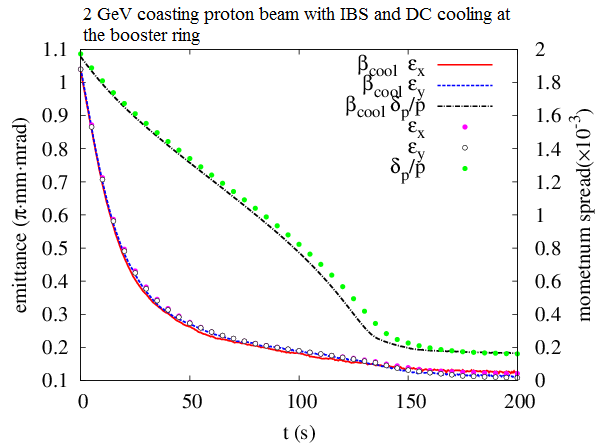 2 GeV coasting proton beam with IBS and DC cooling at
the booster ring
β_cool ε_x
β_cool ε_y
β_cool δ_p/p
ε_x
ε_y
δ_p/p
emittance (π·mm·mrad)
1.1
1
0.9
0.8
0.7
0.6
0.5
0.4
0.3
0.2
0.1
2
1.8
1.6
1.4
1.2
1
0.8
0.6
0.4
0.2
0
mometnum spread(×10⁻³)
0 50 100 150 200
t (s)